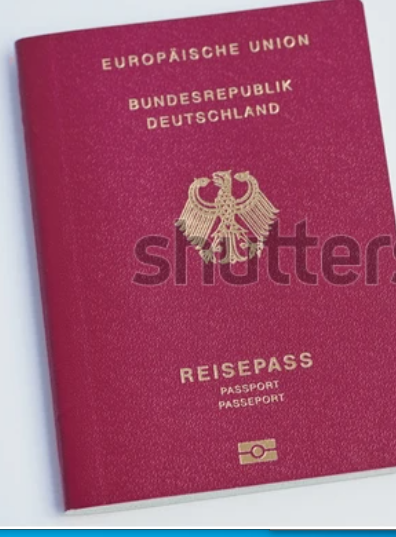 EUROPÄISCHE UNION
BUNDESREPUBLIK
DEUTSCHLAND
shutters
REISEPASS
PASSPORT
PASSEPORT